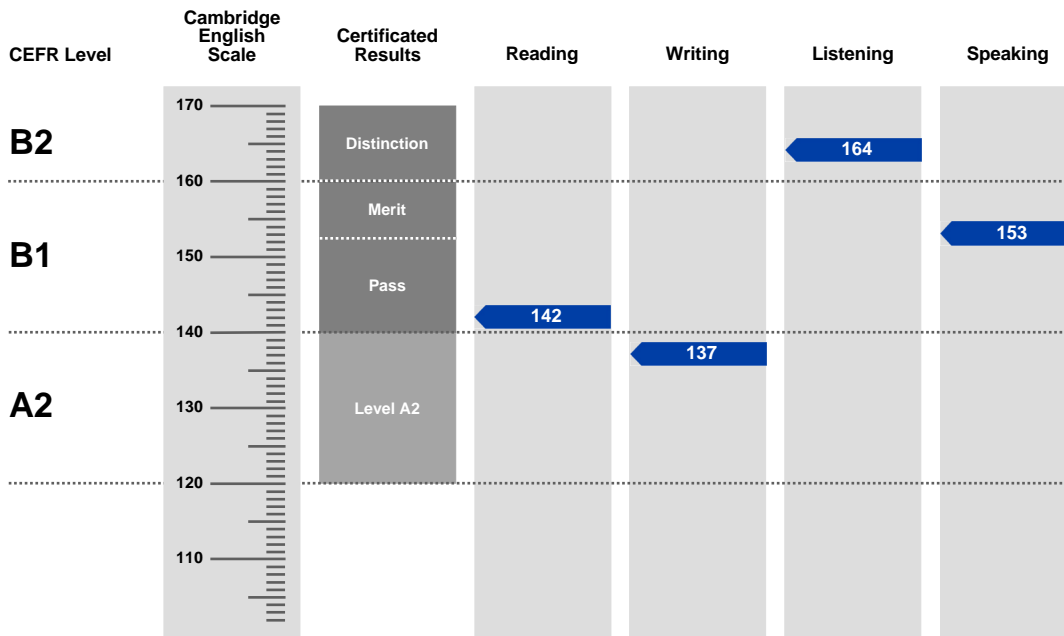 CEFR Level
Cambridge
English
Scale
Certificated
Results
Reading
Writing
Listening
Speaking
170
B2
Distinction
164
160
Merit
153
B1
150
Pass
142
140
137
A2
130
Level A2
120
110